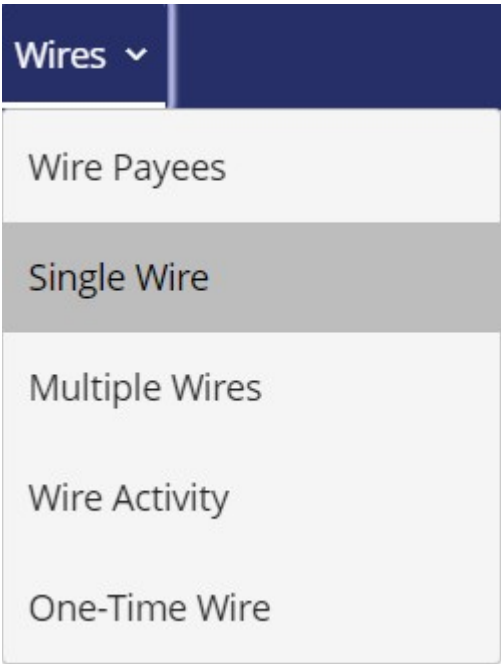 Wires
Wire Payees
Single Wire
Multiple Wires
Wire Activity
One-Time Wire